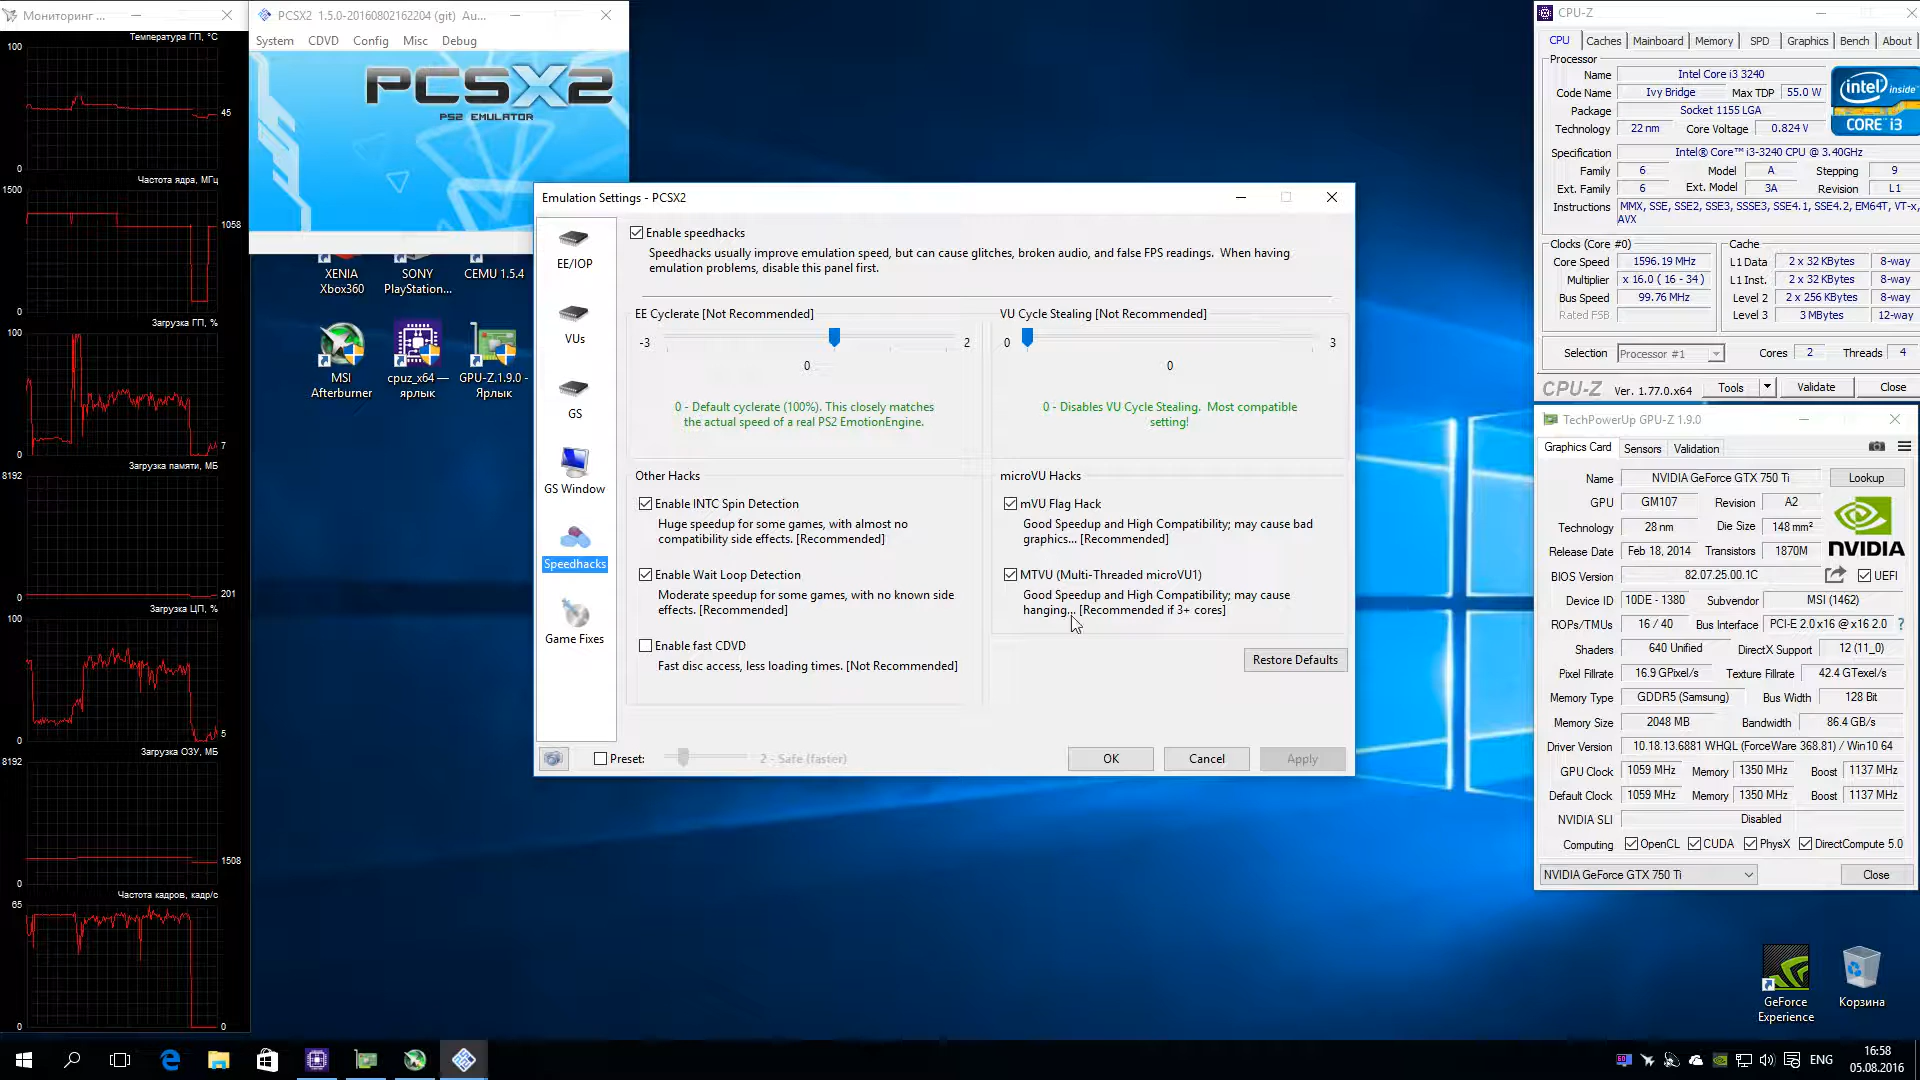 Мониторинг ...
Температура ГП, °C
100
45
0
Частота ядра, МГц
1500
1058
0
Загрузка ГП, %
100
7
0
Загрузка памяти, МБ
8192
201
0
Загрузка ЦП, %
100
5
0
Загрузка ОЗУ, МБ
8192
1508
0
Частота кадров, кадр/с
65
0
0
PCSX2 1.5.0-20160802162204 (git) Au...
System CDVD Config Misc Debug
PCSX2
PS2 EMULATOR
XENIA Xbox360
SONY PlayStation...
CEMU 1.5.4
MSI Afterburner
cpuz_x64 — ярлык
GPU-Z.1.9.0 - Ярлык
Emulation Settings - PCSX2
EE/IOP
VUs
GS
GS Window
Speedhacks
Game Fixes
Enable speedhacks
Speedhacks usually improve emulation speed, but can cause glitches, broken audio, and false FPS readings. When having
emulation problems, disable this panel first.
EE Cyclerate [Not Recommended]
-3 2
0
0 - Default cyclerate (100%). This closely matches
the actual speed of a real PS2 EmotionEngine.
VU Cycle Stealing [Not Recommended]
0 3
0
0 - Disables VU Cycle Stealing. Most compatible
setting!
Other Hacks
Enable INTC Spin Detection
Huge speedup for some games, with almost no
compatibility side effects. [Recommended]
Enable Wait Loop Detection
Moderate speedup for some games, with no known side
effects. [Recommended]
Enable fast CDVD
Fast disc access, less loading times. [Not Recommended]
microVU Hacks
mVU Flag Hack
Good Speedup and High Compatibility; may cause bad
graphics... [Recommended]
MTVU (Multi-Threaded microVU1)
Good Speedup and High Compatibility; may cause
hanging... [Recommended if 3+ cores]
Restore Defaults
Preset: 2 - Safe (faster)
OK Cancel Apply
CPU-Z
CPU Caches Mainboard Memory SPD Graphics Bench About
Processor
Name Intel Core i3 3240
Code Name Ivy Bridge Max TDP 55.0 W
Package Socket 1155 LGA
Technology 22 nm Core Voltage 0.824 V
intel inside
CORE i3
Specification Intel® Core™ i3-3240 CPU @ 3.40GHz
Family 6 Model A Stepping 9
Ext. Family 6 Ext. Model 3A Revision L1
Instructions MMX, SSE, SSE2, SSE3, SSSE3, SSE4.1, SSE4.2, EM64T, VT-x,
AVX
Clocks (Core #0)
Core Speed 1596.19 MHz
Multiplier x 16.0 ( 16 - 34 )
Bus Speed 99.76 MHz
Rated FSB
Cache
L1 Data 2 x 32 KBytes 8-way
L1 Inst. 2 x 32 KBytes 8-way
Level 2 2 x 256 KBytes 8-way
Level 3 3 MBytes 12-way
Selection Processor #1 Cores 2 Threads 4
CPU-Z Ver. 1.77.0.x64 Tools Validate Close
TechPowerUp GPU-Z 1.9.0
Graphics Card Sensors Validation
Name NVIDIA GeForce GTX 750 Ti Lookup
GPU GM107 Revision A2
Technology 28 nm Die Size 148 mm²
Release Date Feb 18, 2014 Transistors 1870M
NVIDIA
BIOS Version 82.07.25.00.1C UEFI
Device ID 10DE - 1380 Subvendor MSI (1462)
ROPs/TMUs 16 / 40 Bus Interface PCI-E 2.0 x16 @ x16 2.0 ?
Shaders 640 Unified DirectX Support 12 (11_0)
Pixel Fillrate 16.9 GPixel/s Texture Fillrate 42.4 GTexel/s
Memory Type GDDR5 (Samsung) Bus Width 128 Bit
Memory Size 2048 MB Bandwidth 86.4 GB/s
Driver Version 10.18.13.6881 WHQL (ForceWare 368.81) / Win10 64
GPU Clock 1059 MHz Memory 1350 MHz Boost 1137 MHz
Default Clock 1059 MHz Memory 1350 MHz Boost 1137 MHz
NVIDIA SLI Disabled
Computing OpenCL CUDA PhysX DirectCompute 5.0
NVIDIA GeForce GTX 750 Ti Close
GeForce Experience
Корзина
ENG
16:58
05.08.2016